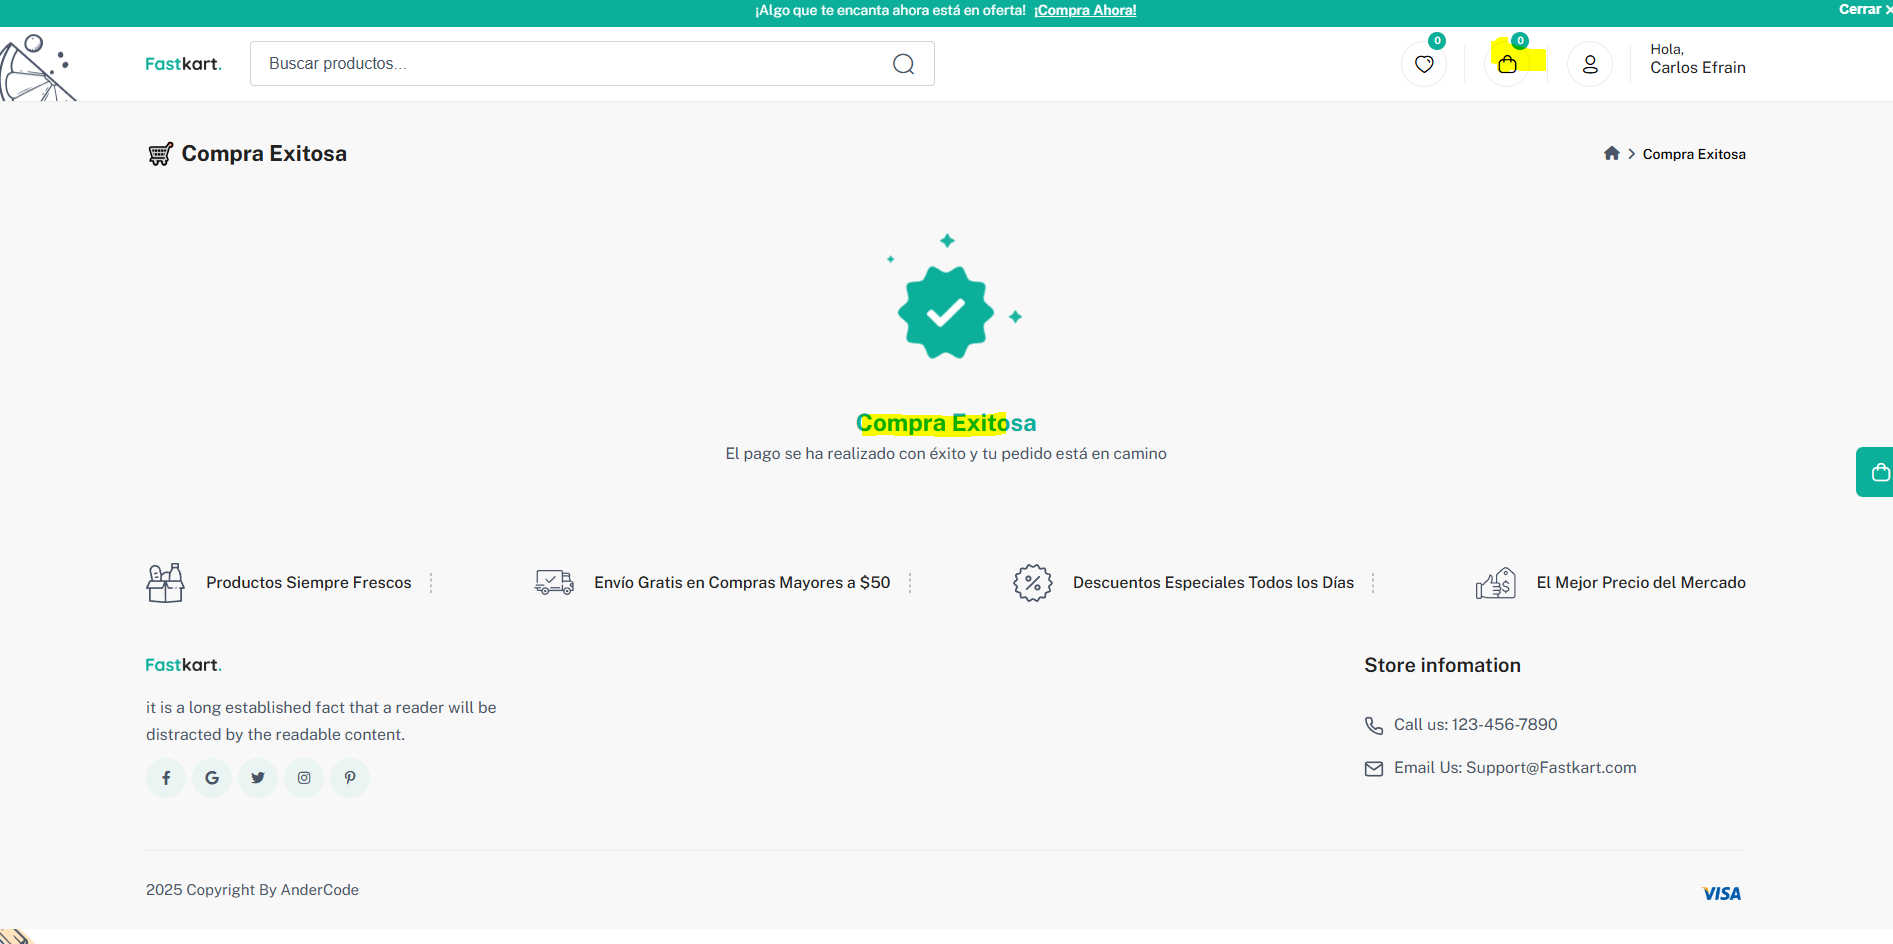 ¡Algo que te encanta ahora está en oferta! ¡Compra Ahora!
Cerrar ×
Fastkart.
Buscar productos...
0
0
Hola,
Carlos Efrain
Compra Exitosa
Compra Exitosa
Compra Exitosa
El pago se ha realizado con éxito y tu pedido está en camino
Productos Siempre Frescos
Envío Gratis en Compras Mayores a $50
Descuentos Especiales Todos los Días
El Mejor Precio del Mercado
Fastkart.
it is a long established fact that a reader will be
distracted by the readable content.
Store infomation
Call us: 123-456-7890
Email Us: Support@Fastkart.com
2025 Copyright By AnderCode
VISA